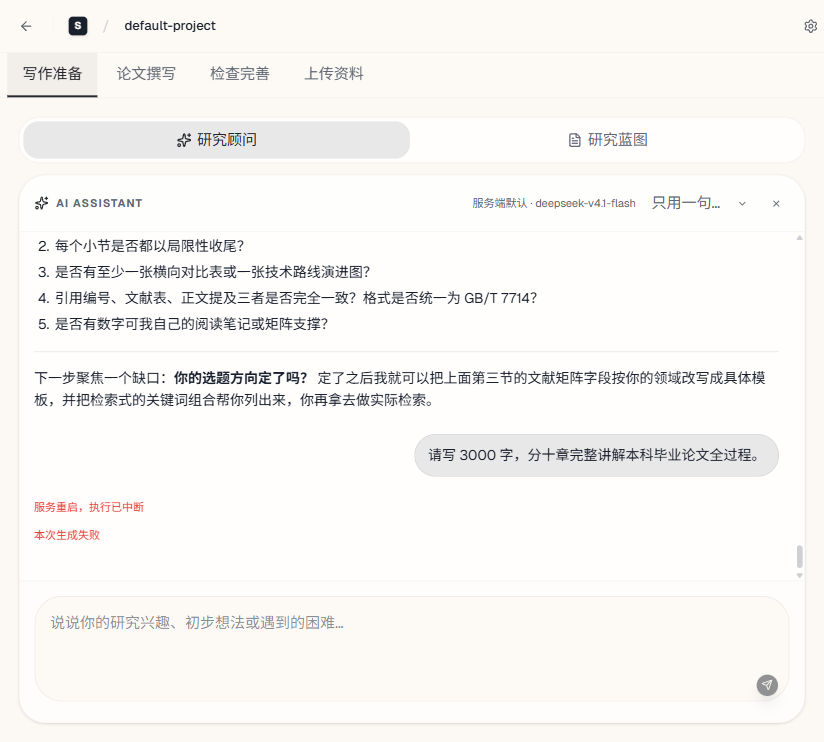 S / default-project
写作准备 论文撰写 检查完善 上传资料
研究顾问 研究蓝图
AI ASSISTANT 服务端默认 · deepseek-v4.1-flash 只用一句...
2. 每个小节是否都以局限性收尾？
3. 是否有至少一张横向对比表或一张技术路线演进图？
4. 引用编号、文献表、正文提及三者是否完全一致？格式是否统一为 GB/T 7714？
5. 是否有数字可我自己的阅读笔记或矩阵支撑？
下一步聚焦一个缺口：你的选题方向定了吗？ 定了之后我就可以把上面第三节的文献矩阵字段按你的领域改写成具体模
板，并把检索式的关键词组合帮你列出来，你再拿去做实际检索。
请写 3000 字，分十章完整讲解本科毕业论文全过程。
服务重启，执行已中断
本次生成失败
说说你的研究兴趣、初步想法或遇到的困难...